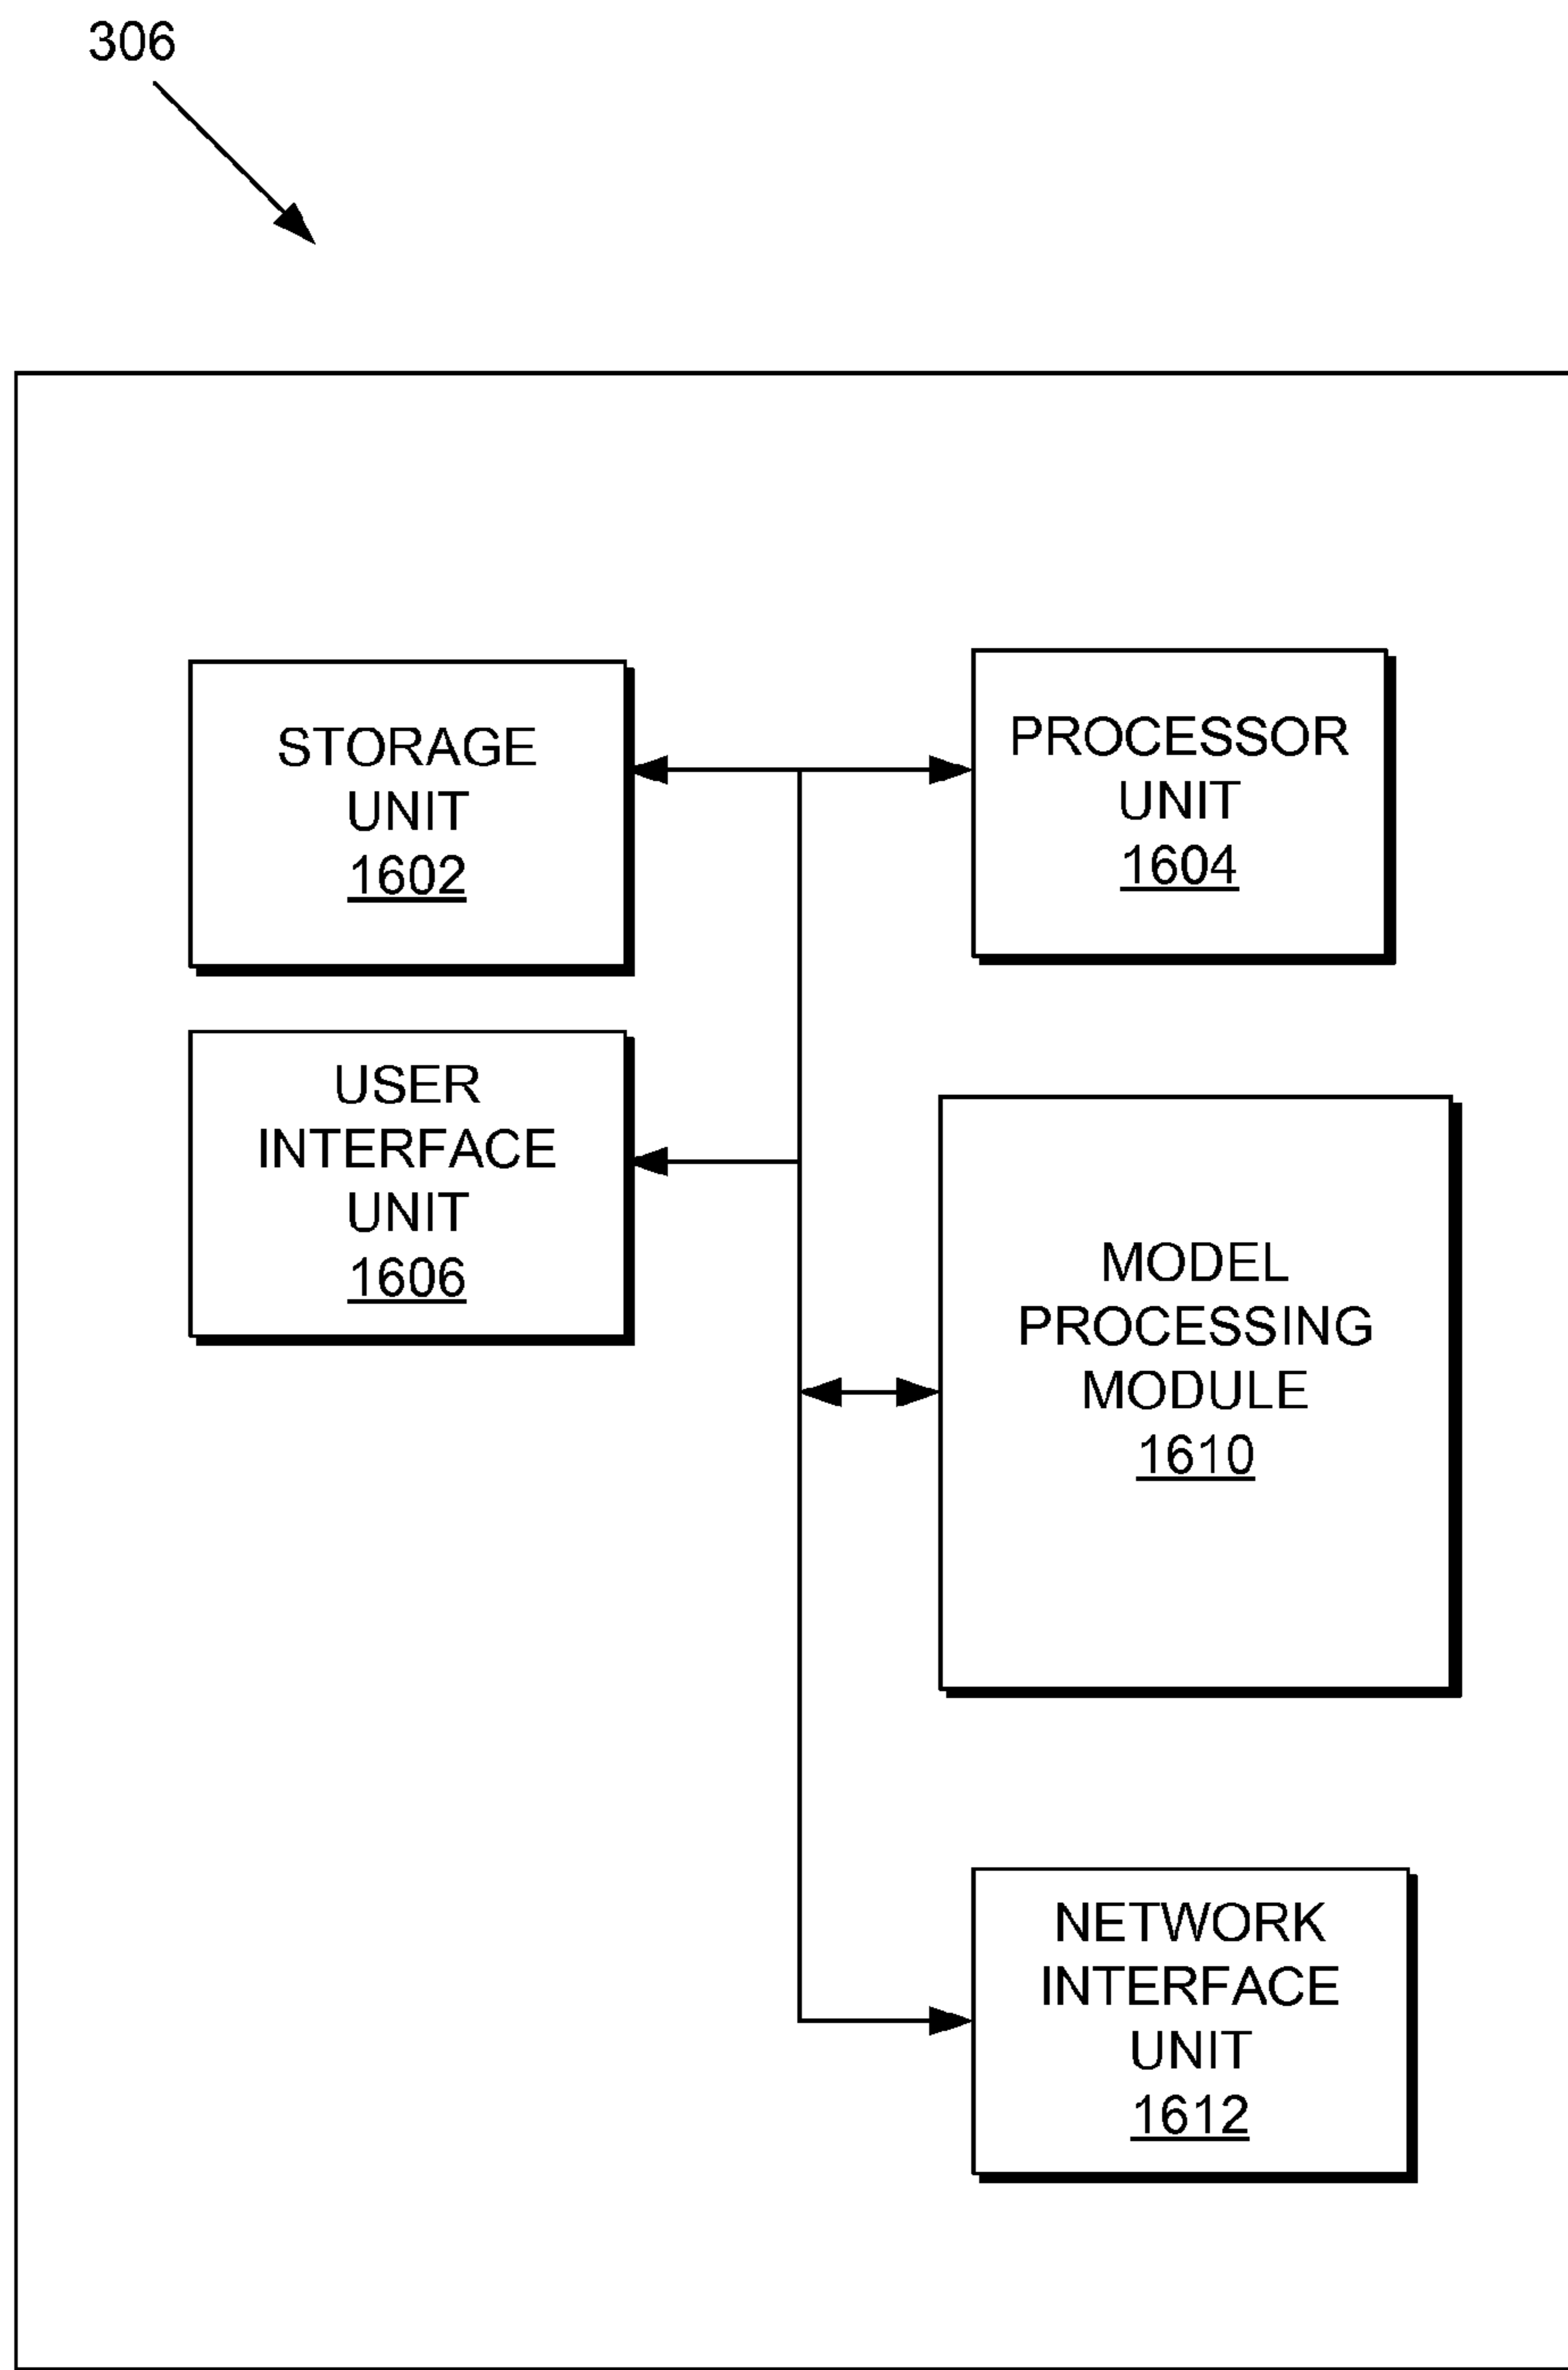 306
STORAGE
UNIT
1602
PROCESSOR
UNIT
1604
USER
INTERFACE
UNIT
1606
MODEL
PROCESSING
MODULE
1610
NETWORK
INTERFACE
UNIT
1612